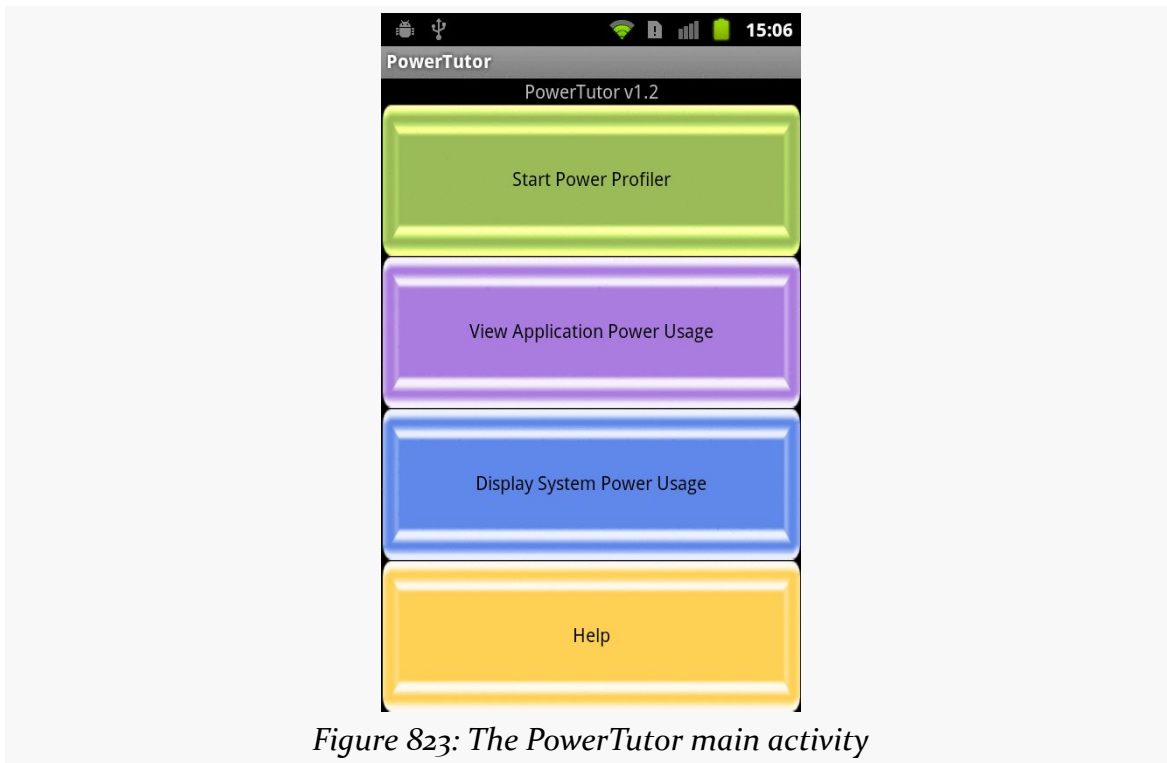 15:06
PowerTutor
PowerTutor v1.2
Start Power Profiler
View Application Power Usage
Display System Power Usage
Help
Figure 823: The PowerTutor main activity